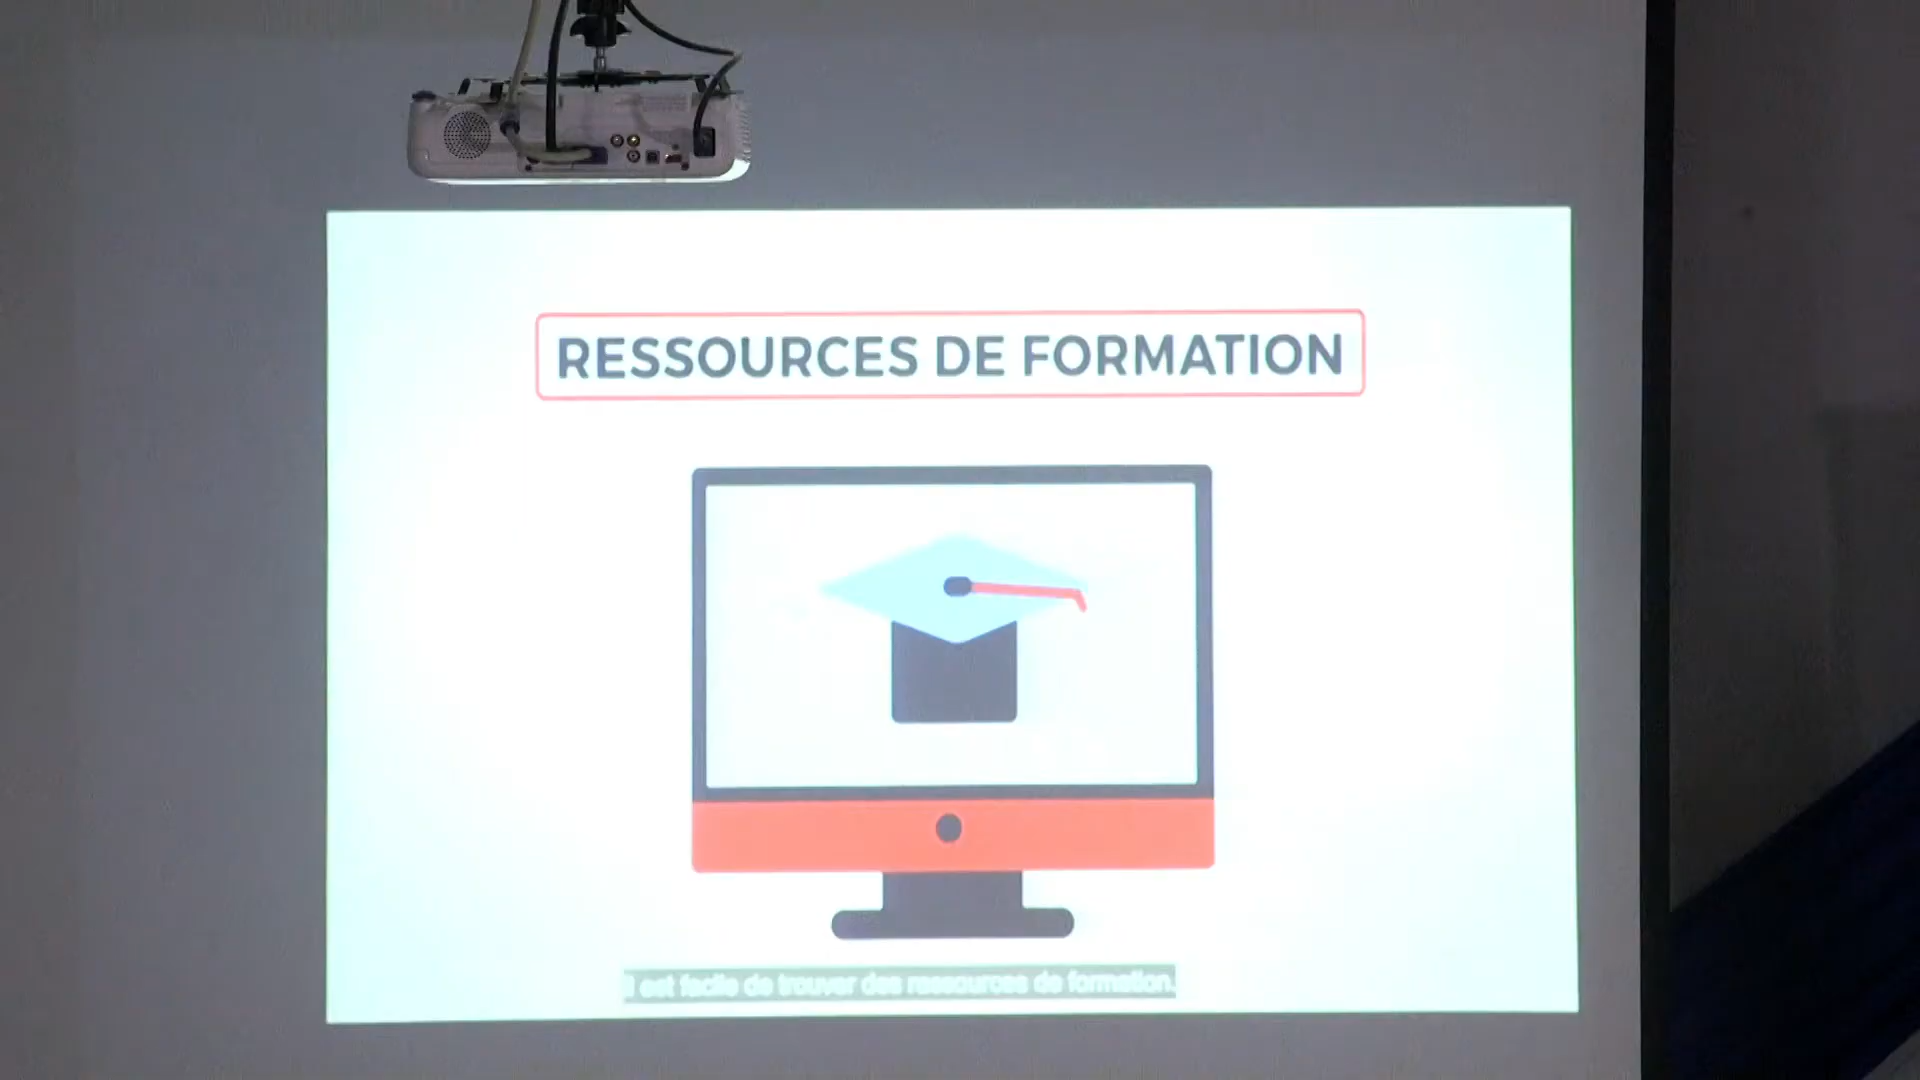 RESSOURCES DE FORMATION
Il est facile de trouver des ressources de formation.